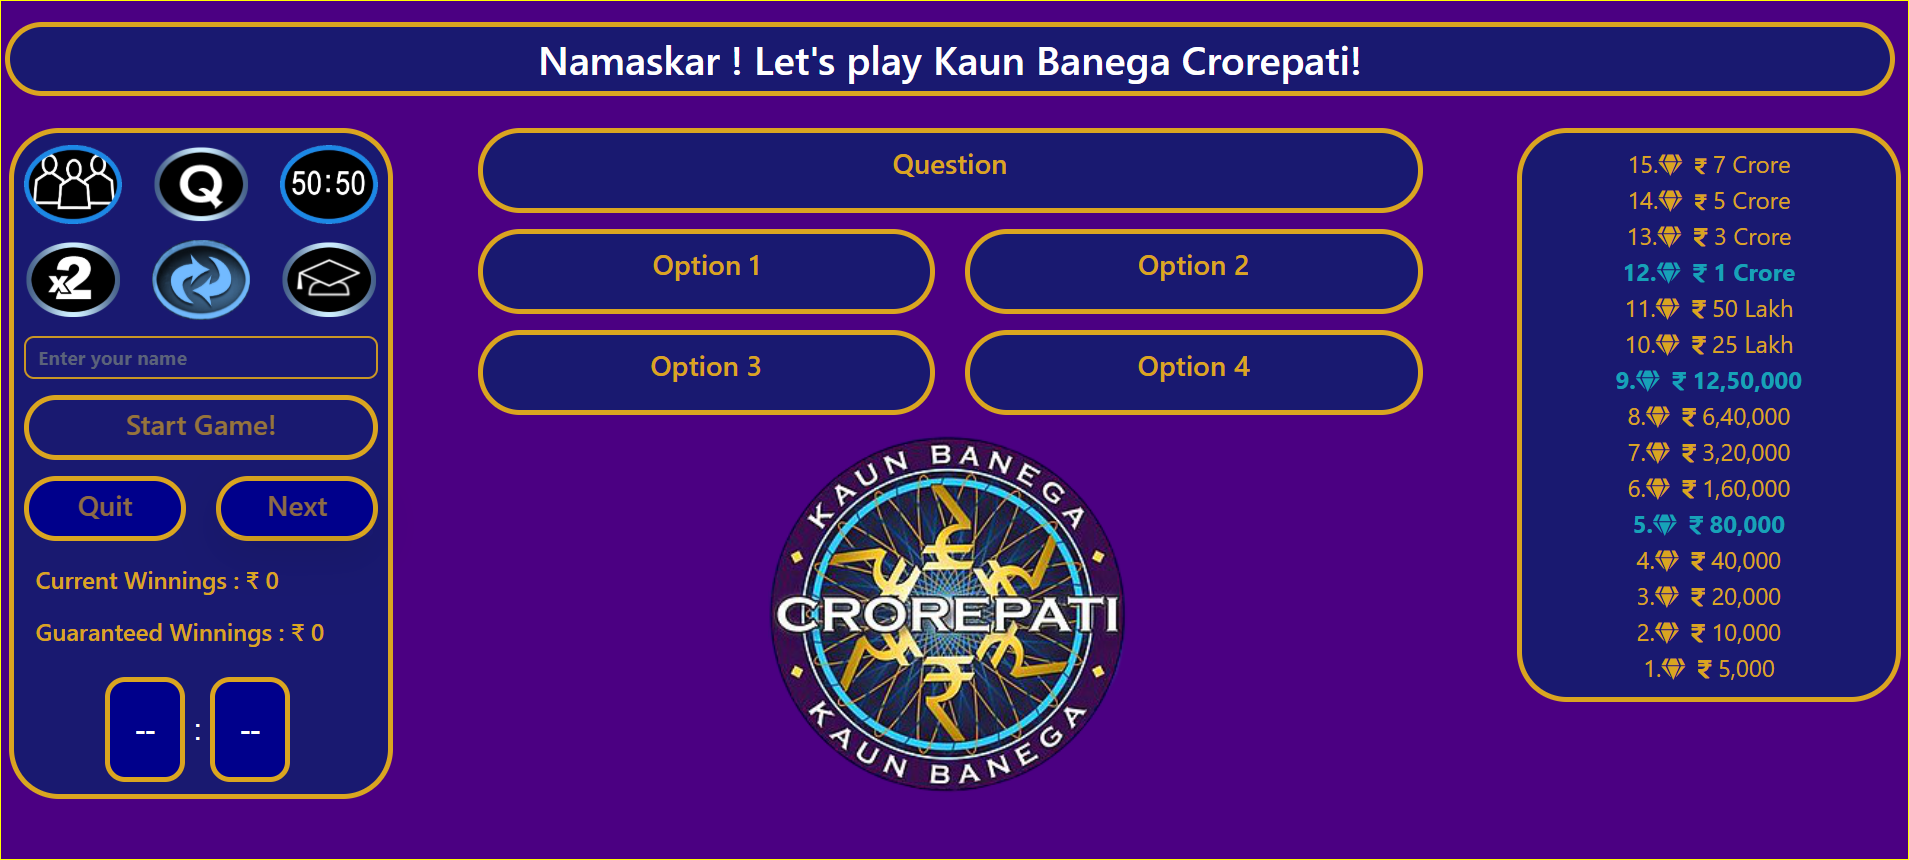 Namaskar ! Let's play Kaun Banega Crorepati!
Q
50:50
x2
Enter your name
Start Game!
Quit
Next
Current Winnings : ₹ 0
Guaranteed Winnings : ₹ 0
-- : --
Question
Option 1
Option 2
Option 3
Option 4
KAUN BANEGA
CROREPATI
KAUN BANEGA
15. ₹ 7 Crore
14. ₹ 5 Crore
13. ₹ 3 Crore
12. ₹ 1 Crore
11. ₹ 50 Lakh
10. ₹ 25 Lakh
9. ₹ 12,50,000
8. ₹ 6,40,000
7. ₹ 3,20,000
6. ₹ 1,60,000
5. ₹ 80,000
4. ₹ 40,000
3. ₹ 20,000
2. ₹ 10,000
1. ₹ 5,000